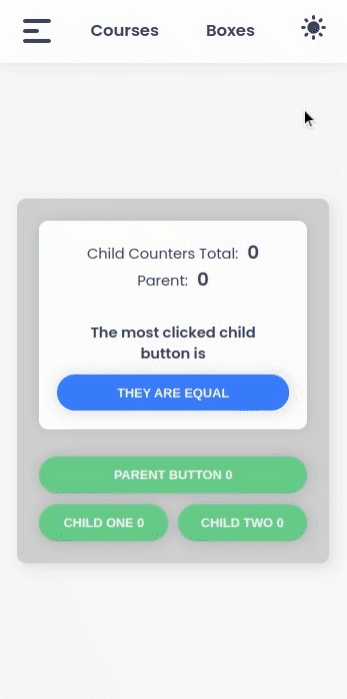 Courses Boxes
Child Counters Total: 0
Parent: 0
The most clicked child
button is
THEY ARE EQUAL
PARENT BUTTON 0
CHILD ONE 0 CHILD TWO 0